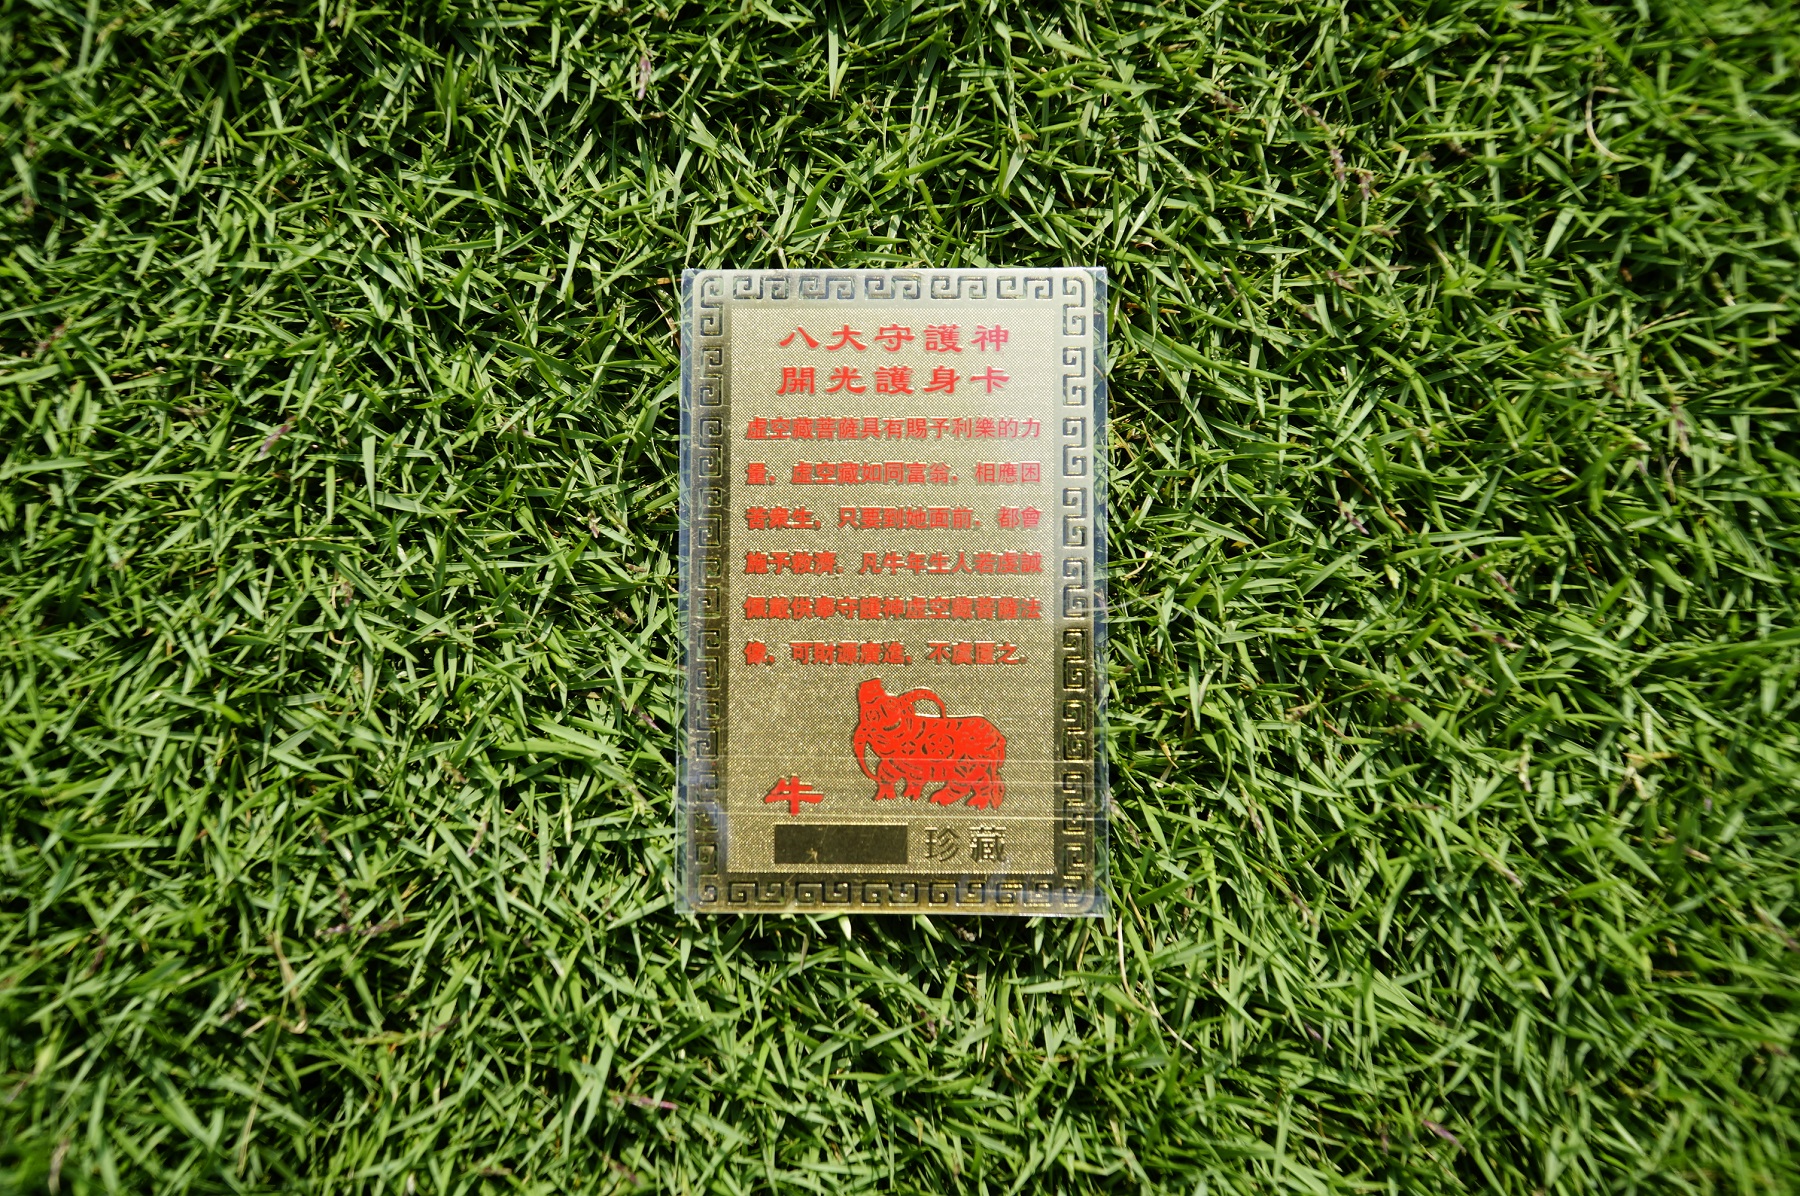 八大守護神
開光護身卡
虛空藏菩薩具有賜予利樂的力
量，虛空藏如同富翁，相應困
苦衆生，只要到她面前，都會
施予救濟，凡牛年生人若虔誠
佩戴供奉守護神虛空藏菩薩法
像，可財源廣進，不虞匱乏，
牛
珍藏